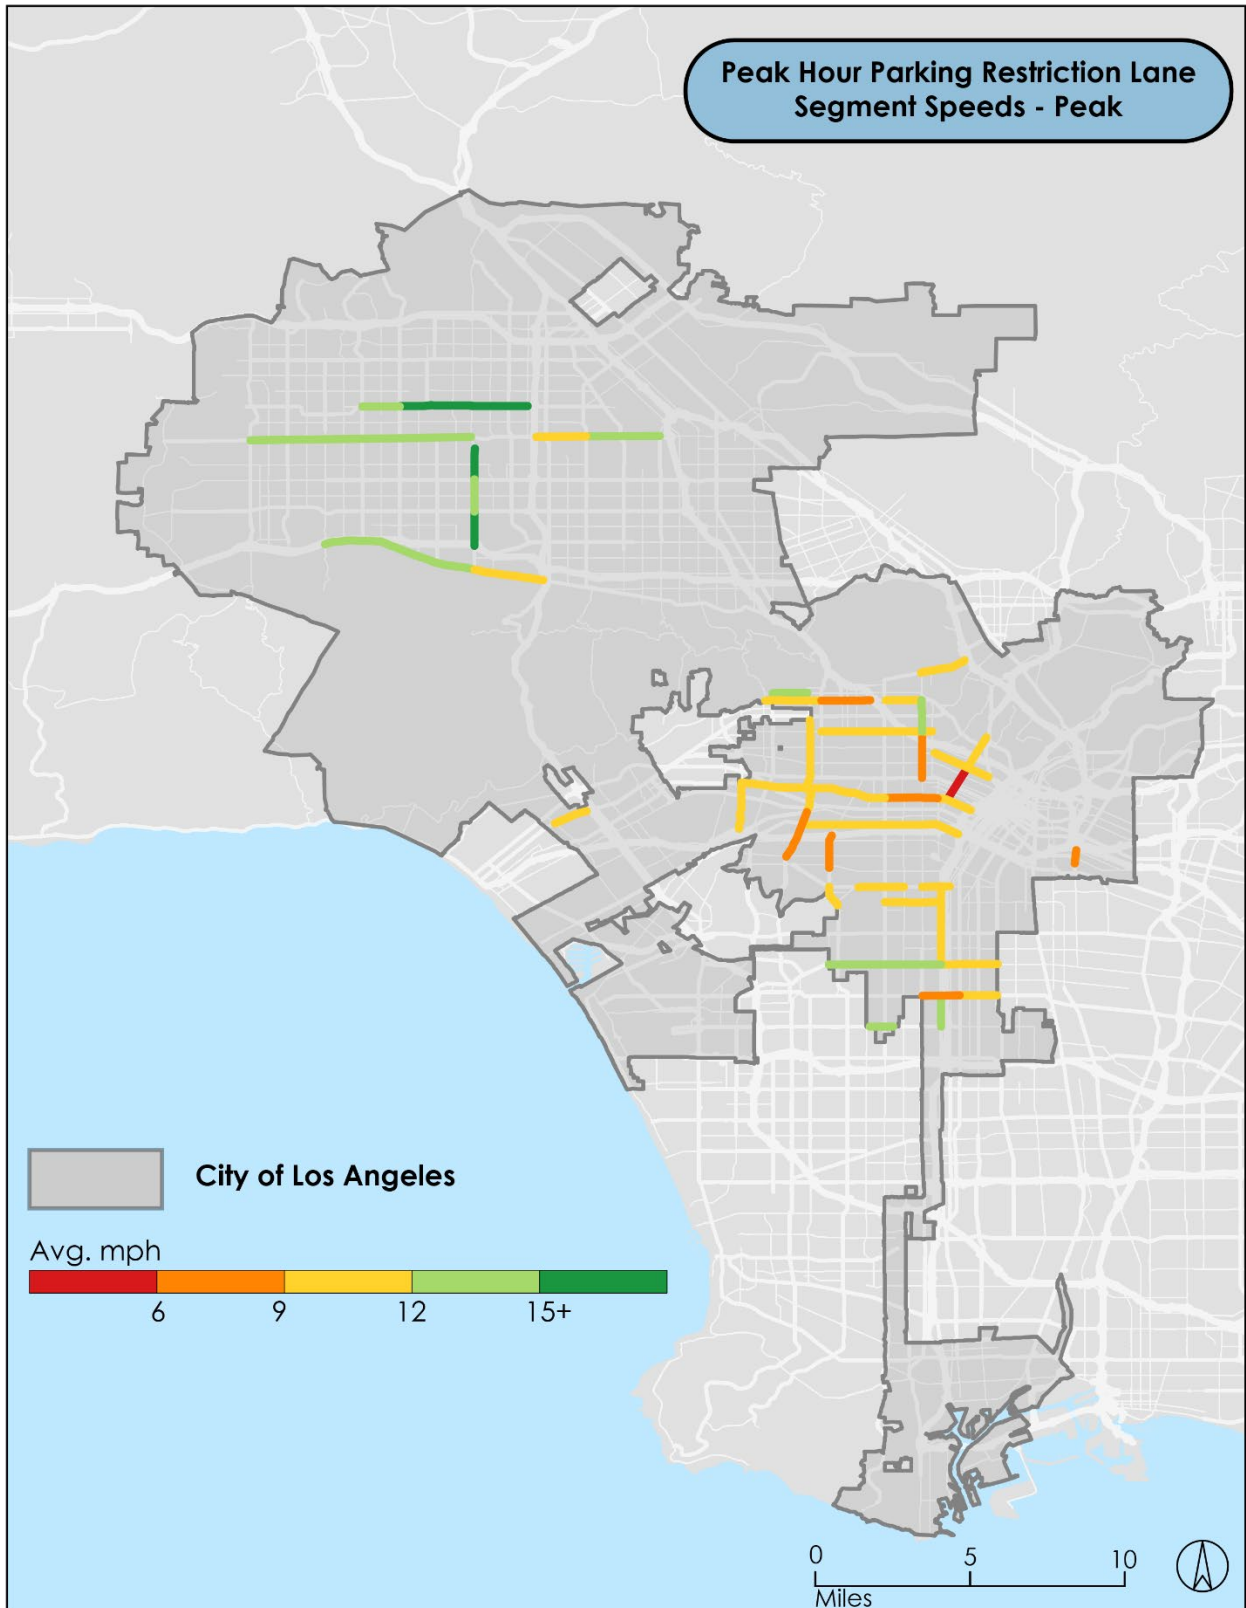 Peak Hour Parking Restriction Lane
Segment Speeds - Peak
City of Los Angeles
Avg. mph
6 9 12 15+
0 5 10
Miles